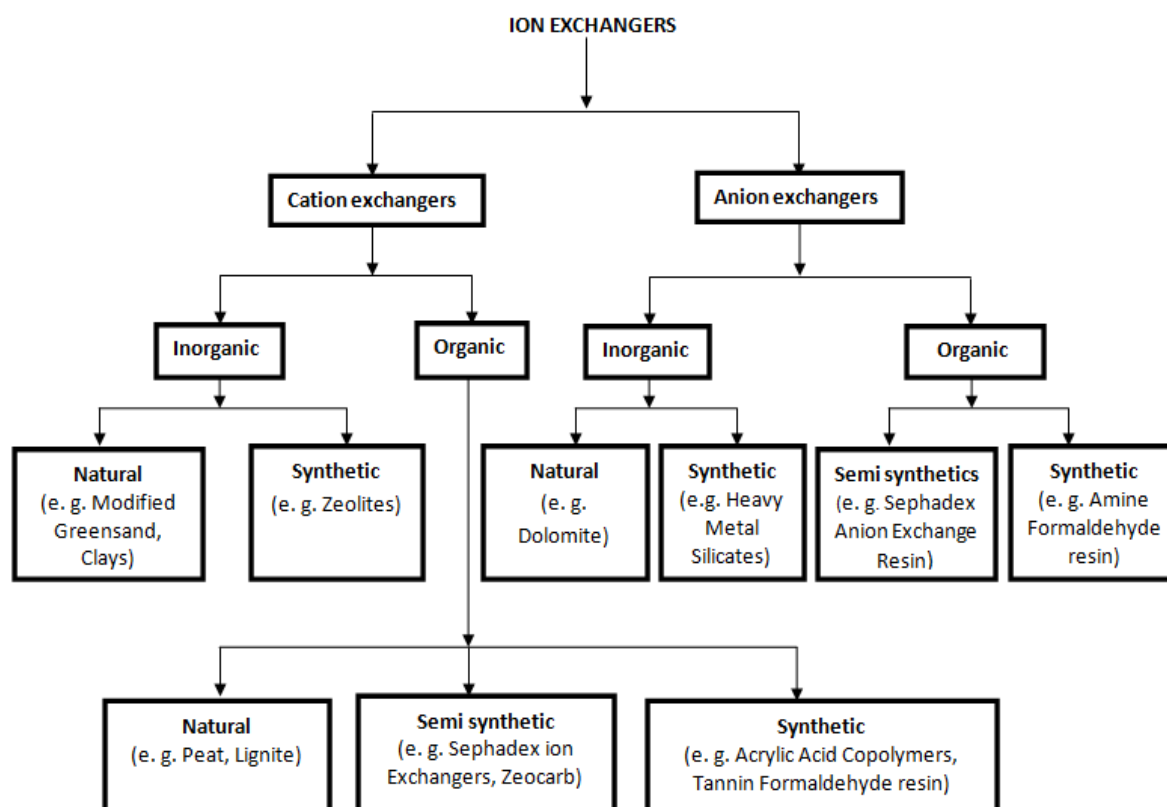 ION EXCHANGERS
Cation exchangers
Anion exchangers
Inorganic
Organic
Inorganic
Organic
Natural
(e. g. Modified
Greensand,
Clays)
Synthetic
(e. g. Zeolites)
Natural
(e. g.
Dolomite)
Synthetic
(e.g. Heavy
Metal
Silicates)
Semi synthetics
(e. g. Sephadex
Anion Exchange
Resin)
Synthetic
(e. g. Amine
Formaldehyde
resin)
Natural
(e. g. Peat, Lignite)
Semi synthetic
(e. g. Sephadex ion
Exchangers, Zeocarb)
Synthetic
(e. g. Acrylic Acid Copolymers,
Tannin Formaldehyde resin)